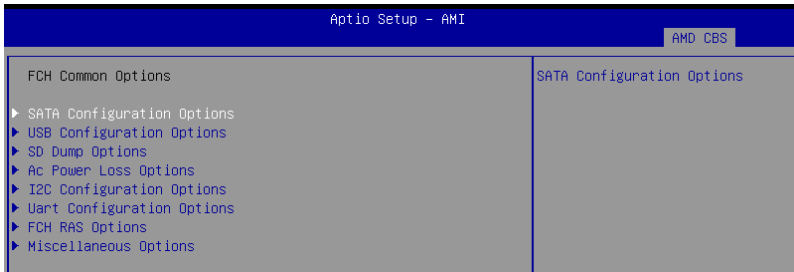 Aptio Setup – AMI
AMD CBS
FCH Common Options
SATA Configuration Options
SATA Configuration Options
USB Configuration Options
SD Dump Options
Ac Power Loss Options
I2C Configuration Options
Uart Configuration Options
FCH RAS Options
Miscellaneous Options